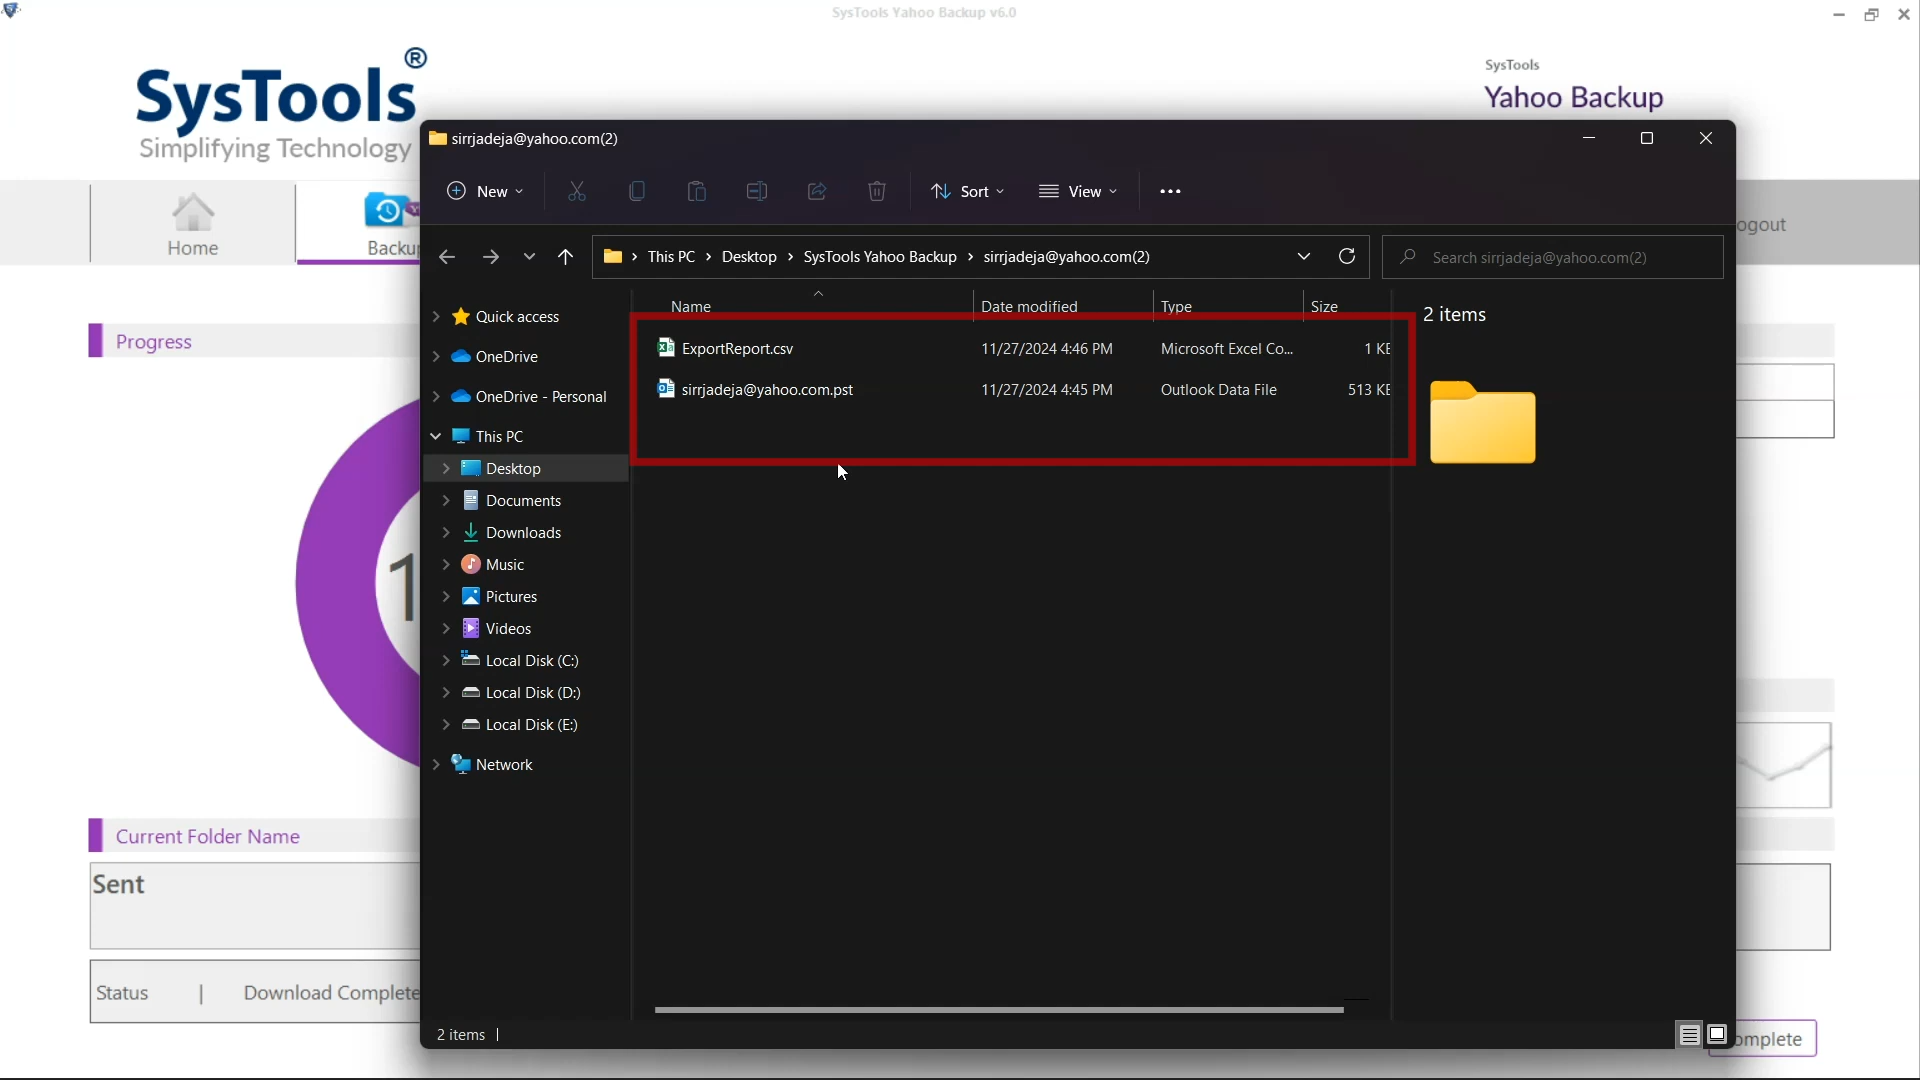 SysTools Yahoo Backup v6.0
SysTools®
Simplifying Technology
SysTools
Yahoo Backup
Home
Backu
ogout
Progress
1
Current Folder Name
Sent
Status | Download Complete
omplete
sirrjadeja@yahoo.com(2)
New
Sort
View
This PC > Desktop > SysTools Yahoo Backup > sirrjadeja@yahoo.com(2)
Search sirrjadeja@yahoo.com(2)
Quick access
OneDrive
OneDrive - Personal
This PC
Desktop
Documents
Downloads
Music
Pictures
Videos
Local Disk (C:)
Local Disk (D:)
Local Disk (E:)
Network
Name Date modified Type Size
ExportReport.csv 11/27/2024 4:46 PM Microsoft Excel Co... 1 KB
sirrjadeja@yahoo.com.pst 11/27/2024 4:45 PM Outlook Data File 513 KB
2 items
2 items